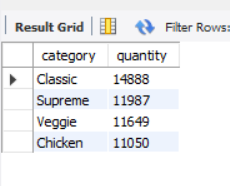 Result Grid Filter Rows:
category quantity
Classic 14888
Supreme 11987
Veggie 11649
Chicken 11050